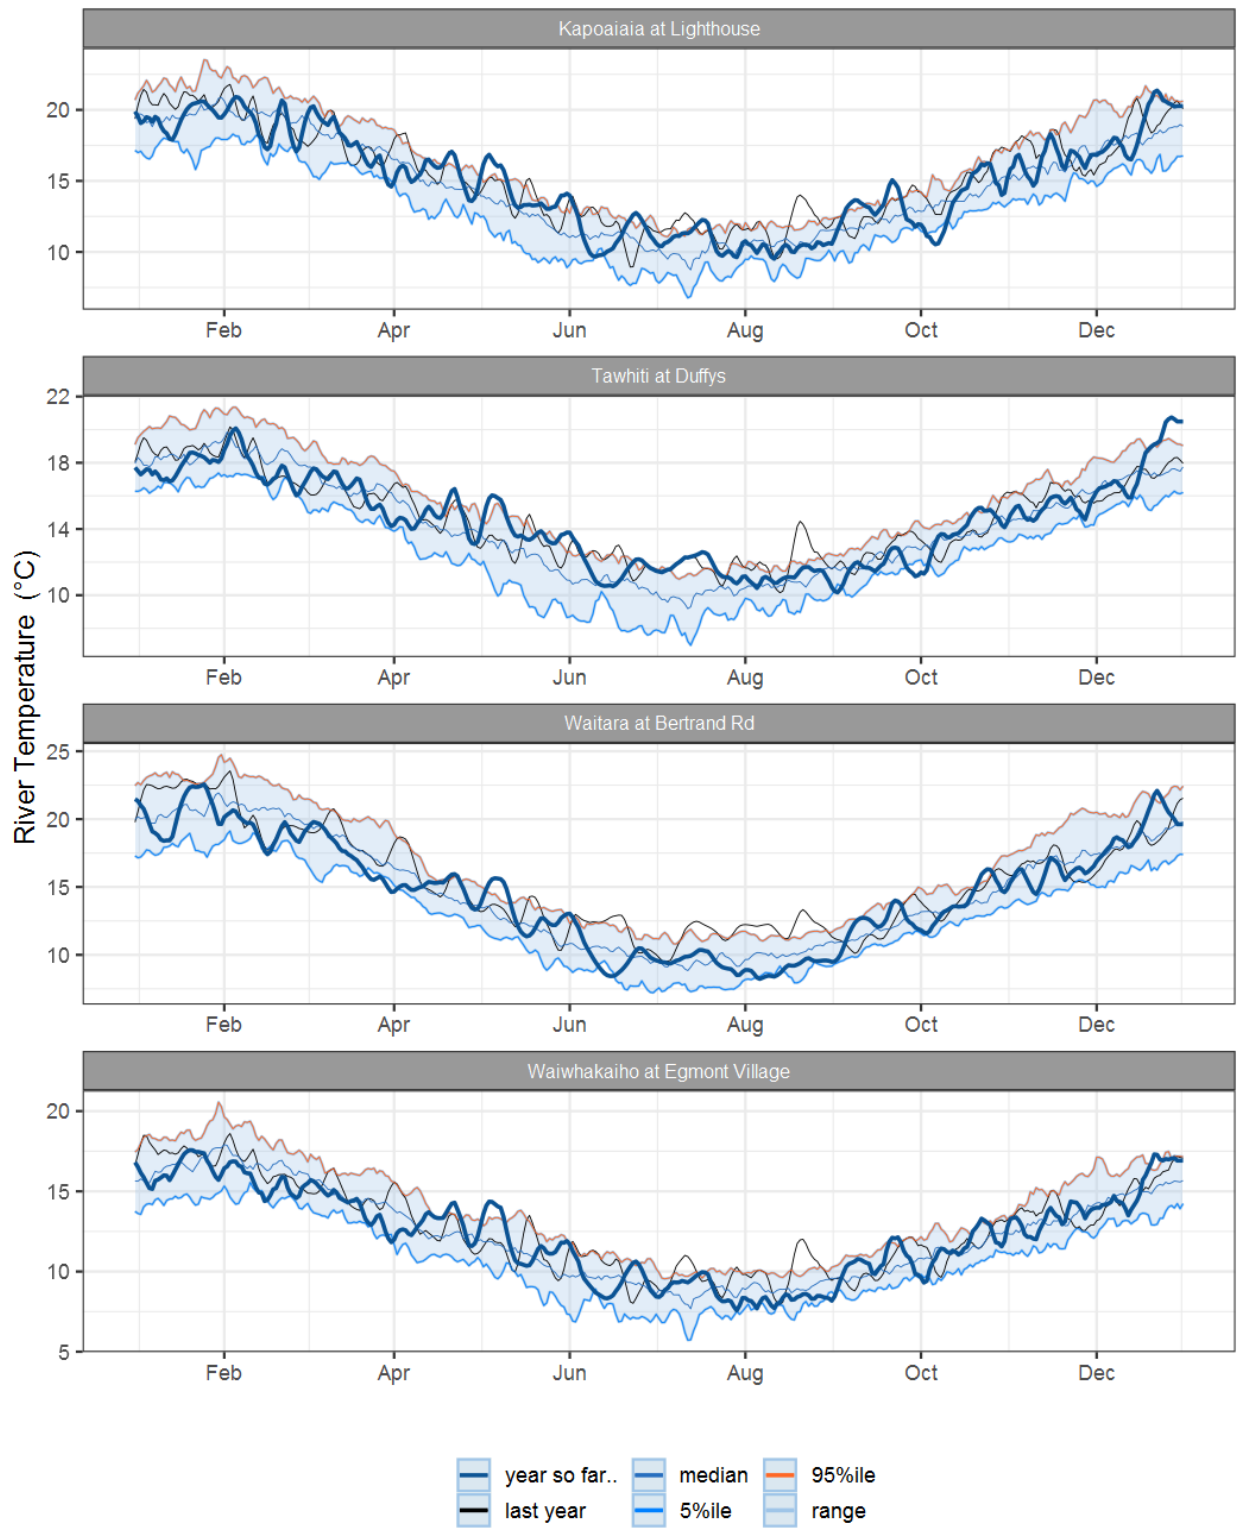 Kapoaiaia at Lighthouse
20
15
10
Feb Apr Jun Aug Oct Dec
Tawhiti at Duffys
22
18
14
10
Feb Apr Jun Aug Oct Dec
River Temperature (°C)
Waitara at Bertrand Rd
25
20
15
10
Feb Apr Jun Aug Oct Dec
Waiwhakaiho at Egmont Village
20
15
10
5
Feb Apr Jun Aug Oct Dec
year so far.. median 95%ile
last year 5%ile range